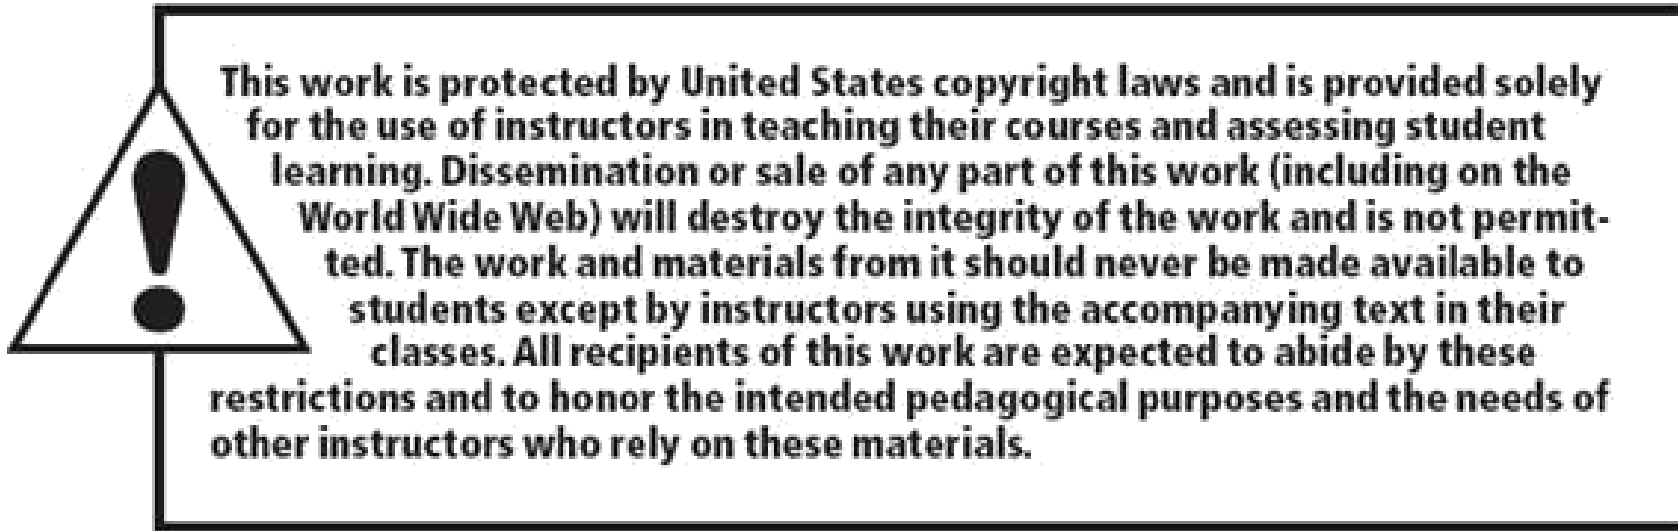 This work is protected by United States copyright laws and is provided solely
for the use of instructors in teaching their courses and assessing student
learning. Dissemination or sale of any part of this work (including on the
World Wide Web) will destroy the integrity of the work and is not permit-
ted. The work and materials from it should never be made available to
students except by instructors using the accompanying text in their
classes. All recipients of this work are expected to abide by these
restrictions and to honor the intended pedagogical purposes and the needs of
other instructors who rely on these materials.